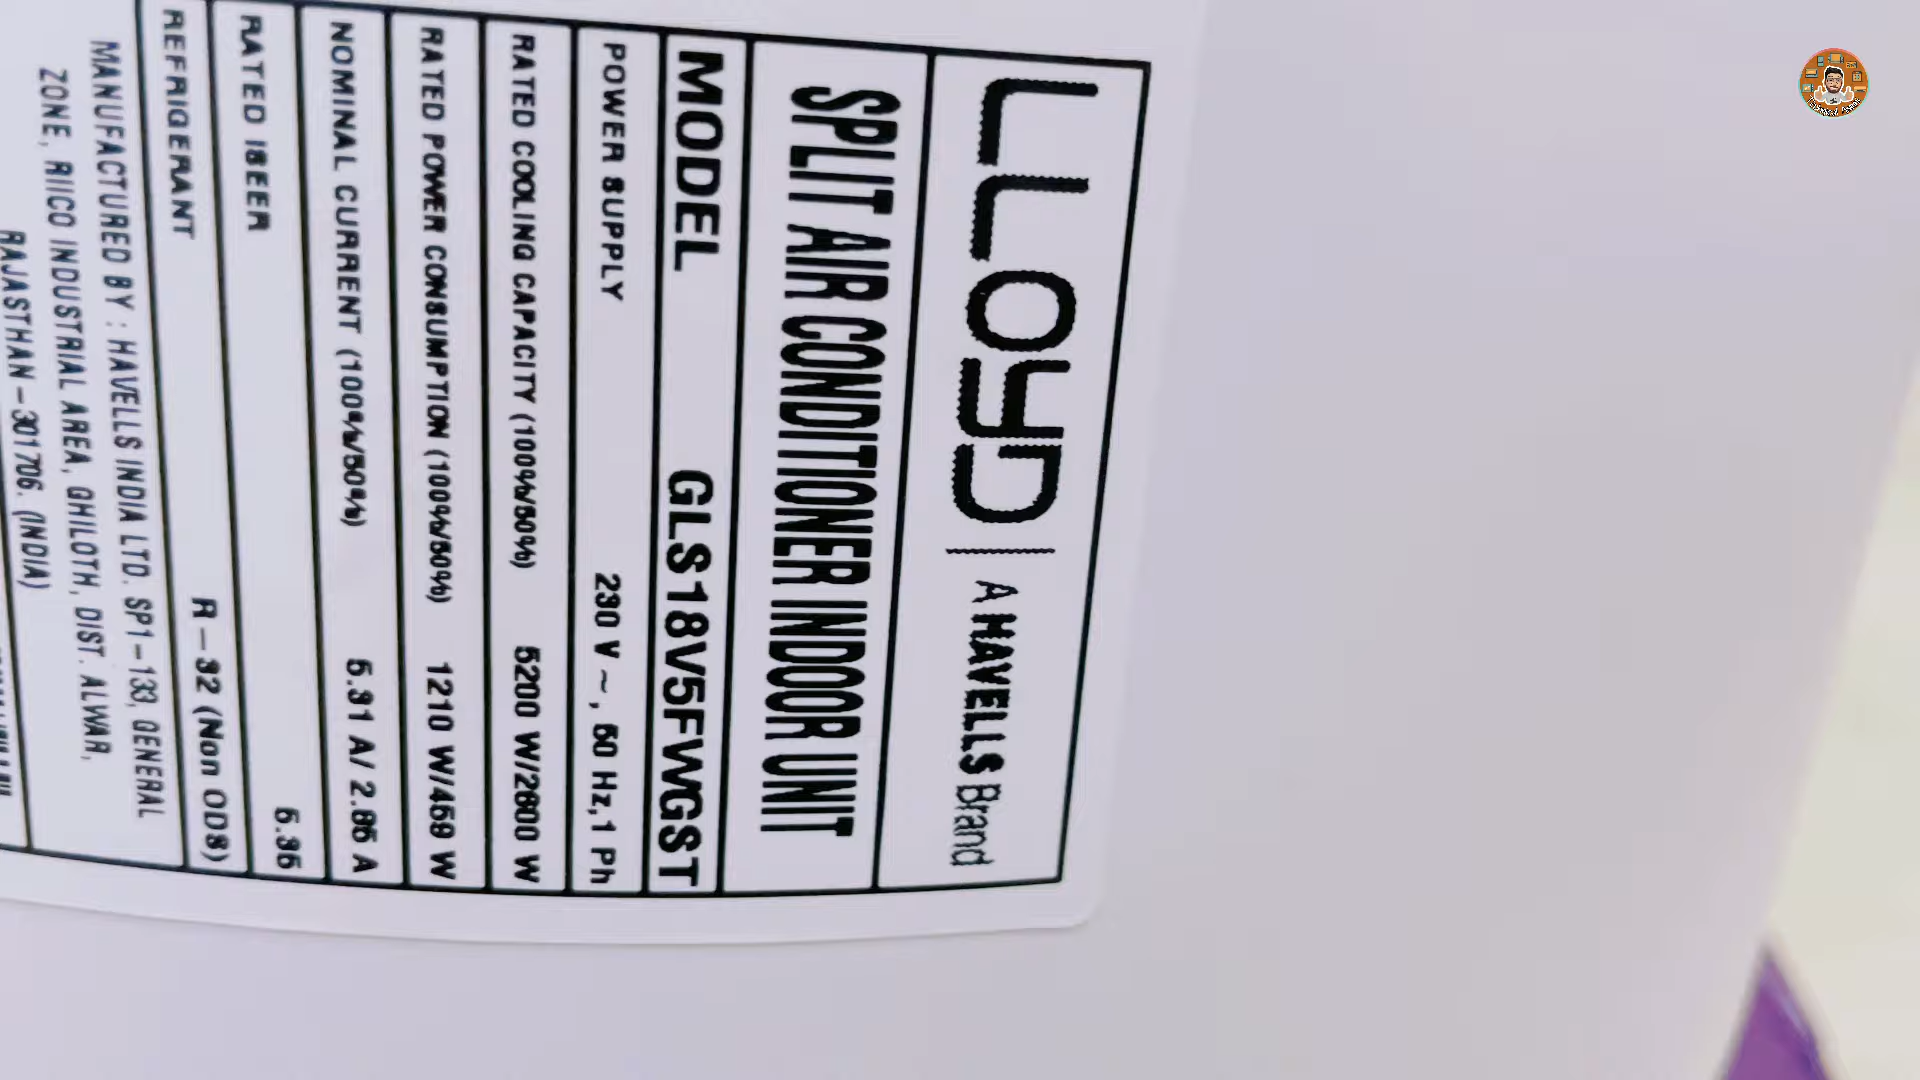 LLOYD | A HAVELLS Brand
SPLIT AIR CONDITIONER INDOOR UNIT
MODEL GLS18V5FWGST
POWER SUPPLY 230 V ~ , 50 Hz,1 Ph
RATED COOLING CAPACITY (100%/50%) 5200 W/2600 W
RATED POWER CONSUMPTION (100%/50%) 1210 W/459 W
NOMINAL CURRENT (100%/50%) 5.31 A/ 2.85 A
RATED ISEER 5.35
REFRIGERANT R-32 (Non ODS)
MANUFACTURED BY : HAVELLS INDIA LTD. SP1-133, GENERAL
ZONE, RIICO INDUSTRIAL AREA, GHILOTH, DIST. ALWAR,
RAJASTHAN-301706. (INDIA)